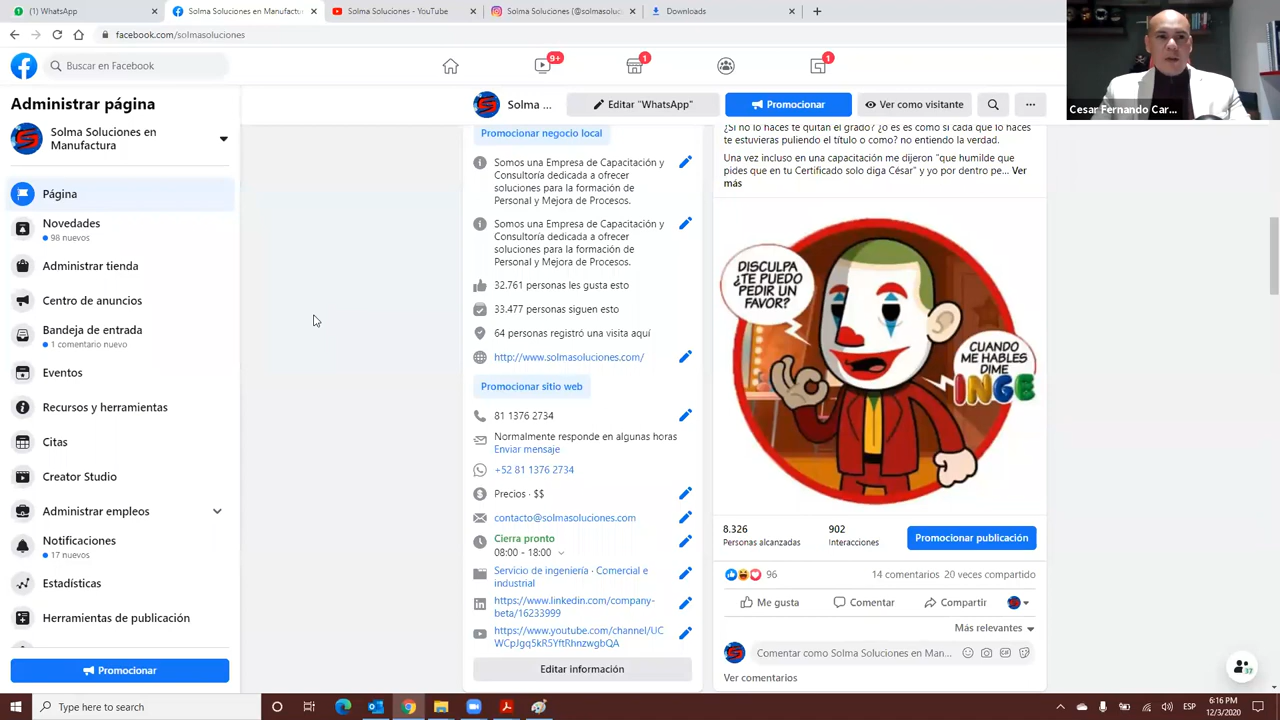 (1) WhatsApp
Solma Soluciones en Manufactur
Solma Soluciones - YouTube
Solma Soluciones (@solmasoluc
Downloads
facebook.com/solmasoluciones
Buscar en Facebook
9+
1
1
Administrar página
Solma Soluciones en
Manufactura
Página
Novedades
98 nuevos
Administrar tienda
Centro de anuncios
Bandeja de entrada
1 comentario nuevo
Eventos
Recursos y herramientas
Citas
Creator Studio
Administrar empleos
Notificaciones
17 nuevos
Estadísticas
Herramientas de publicación
Promocionar
Solma ...
Editar "WhatsApp"
Promocionar
Ver como visitante
Promocionar negocio local
Somos una Empresa de Capacitación y
Consultoría dedicada a ofrecer
soluciones para la formación de
Personal y Mejora de Procesos.
Somos una Empresa de Capacitación y
Consultoría dedicada a ofrecer
soluciones para la formación de
Personal y Mejora de Procesos.
32.761 personas les gusta esto
33.477 personas siguen esto
64 personas registró una visita aquí
http://www.solmasoluciones.com/
Promocionar sitio web
81 1376 2734
Normalmente responde en algunas horas
Enviar mensaje
+52 81 1376 2734
Precios · $$
contacto@solmasoluciones.com
Cierra pronto
08:00 - 18:00
Servicio de ingeniería · Comercial e
industrial
https://www.linkedin.com/company-
beta/16233999
https://www.youtube.com/channel/UC
WCpJgq5kR5YftRhnzwgbQA
Editar información
¿Si no lo haces te quitan el grado? ¿o es es como si cada que lo haces
te estuvieras puliendo el título o como? no entiendo la verdad.
Una vez incluso en una capacitación me dijeron "que humilde que
pides que en tu Certificado solo diga César" y yo por dentro pe... Ver
más
DISCULPA
¿TE PUEDO
PEDIR UN
FAVOR?
CUANDO
ME HABLES
DIME
INGE
8.326
Personas alcanzadas
902
Interacciones
Promocionar publicación
96
14 comentarios 20 veces compartido
Me gusta
Comentar
Compartir
Más relevantes
Comentar como Solma Soluciones en Man...
Ver comentarios
Cesar Fernando Car...
37
Type here to search
ESP
6:16 PM
12/3/2020